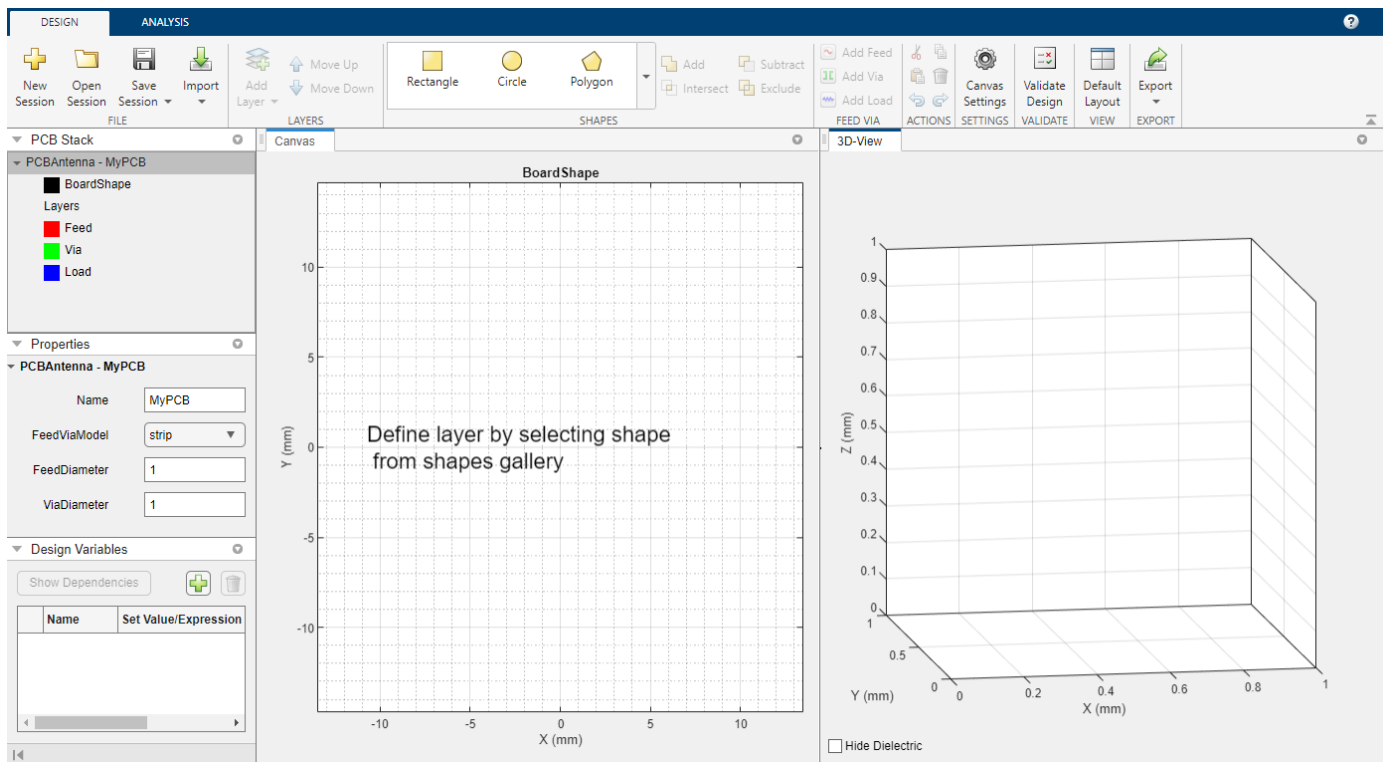 DESIGN ANALYSIS
New Session
Open Session
Save Session
Import
FILE
Add Layer
Move Up
Move Down
LAYERS
Rectangle
Circle
Polygon
Add
Subtract
Intersect
Exclude
SHAPES
Add Feed
Add Via
Add Load
FEED VIA
ACTIONS
Canvas Settings
SETTINGS
Validate Design
VALIDATE
Default Layout
VIEW
Export
EXPORT
PCB Stack
PCBAntenna - MyPCB
BoardShape
Layers
Feed
Via
Load
Properties
PCBAntenna - MyPCB
Name MyPCB
FeedViaModel strip
FeedDiameter 1
ViaDiameter 1
Design Variables
Show Dependencies
Name Set Value/Expression
Canvas
BoardShape
10
5
0
-5
-10
Y (mm)
Define layer by selecting shape
from shapes gallery
-10 -5 0 5 10
X (mm)
3D-View
1
0.9
0.8
0.7
0.6
0.5
0.4
0.3
0.2
0.1
0
Z (mm)
1
0.5
0
Y (mm)
0 0.2 0.4 0.6 0.8 1
X (mm)
Hide Dielectric